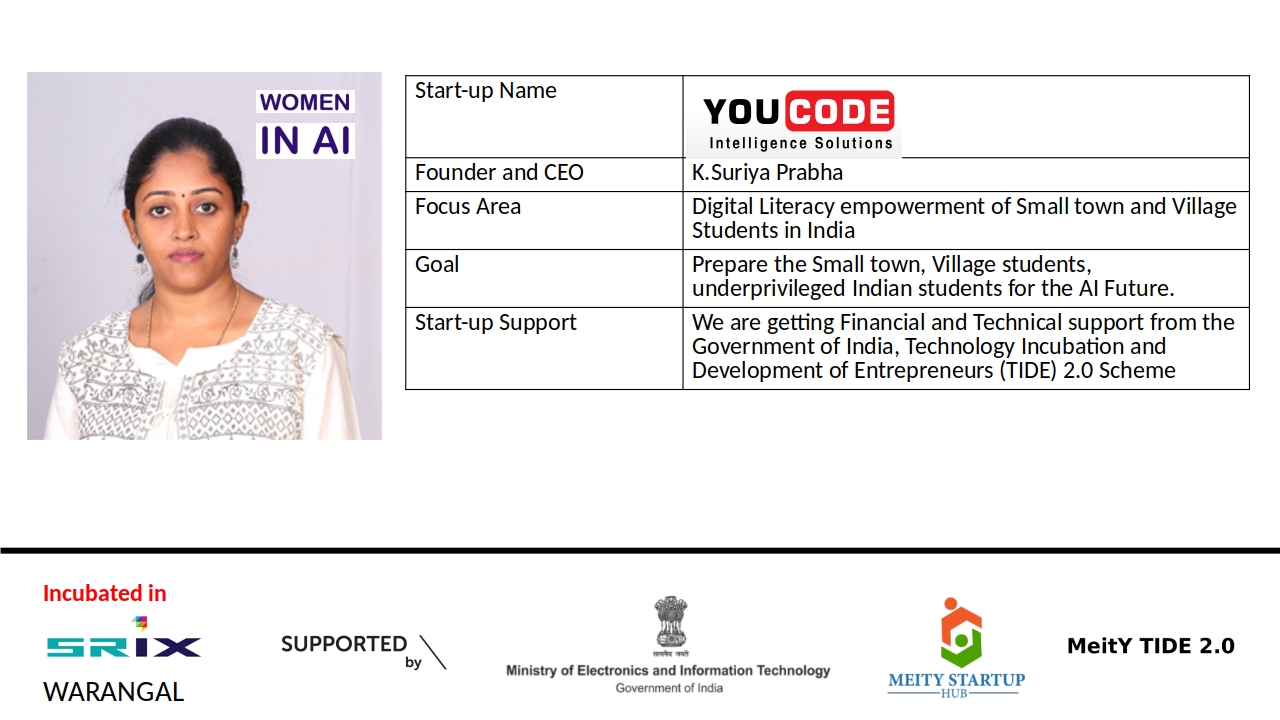 WOMEN
IN AI
Start-up Name
YOU CODE
Intelligence Solutions
Founder and CEO
K.Suriya Prabha
Focus Area
Digital Literacy empowerment of Small town and Village
Students in India
Goal
Prepare the Small town, Village students,
underprivileged Indian students for the AI Future.
Start-up Support
We are getting Financial and Technical support from the
Government of India, Technology Incubation and
Development of Entrepreneurs (TIDE) 2.0 Scheme
Incubated in
SRiX
WARANGAL
SUPPORTED
by
सत्यमेव जयते
Ministry of Electronics and Information Technology
Government of India
MEITY STARTUP
HUB
MeitY TIDE 2.0